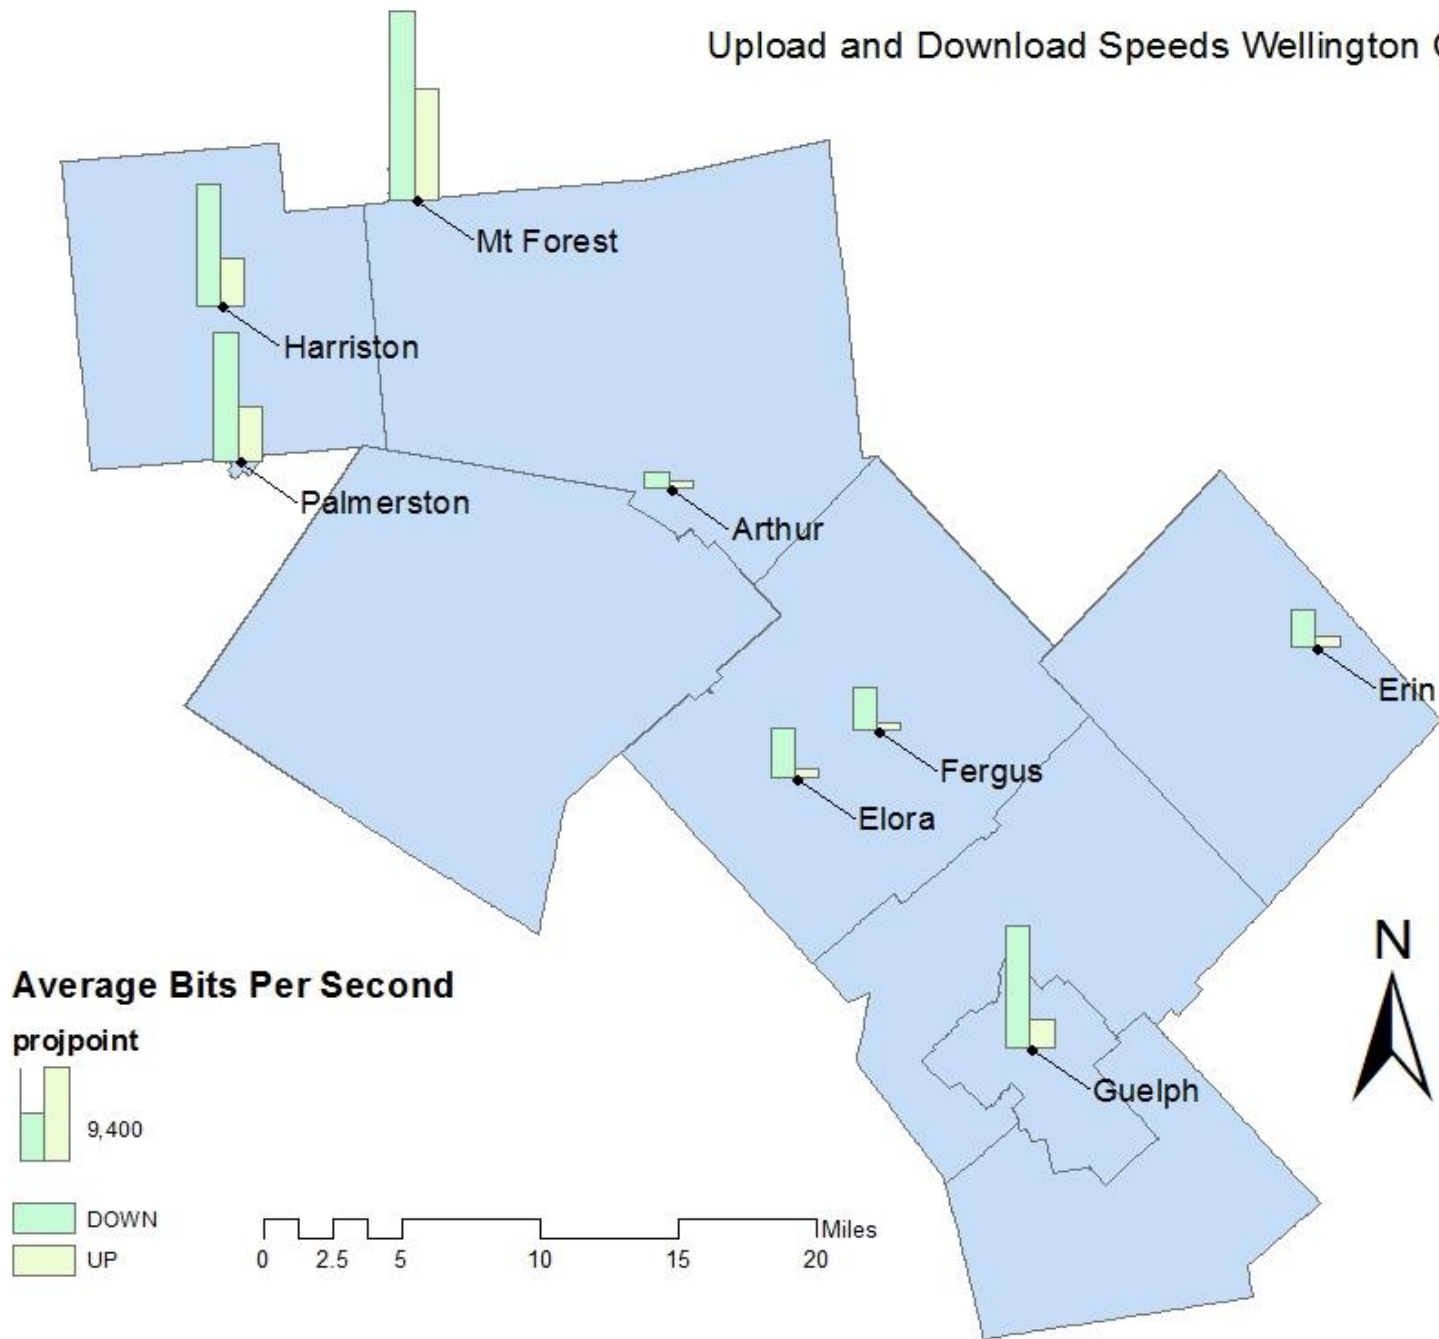 Upload and Download Speeds Wellington
Mt Forest
Harriston
Palmerston
Arthur
Erin
Fergus
Elora
N
Average Bits Per Second
projpoint
Guelph
9,400
DOWN
UP
Miles
0 2.5 5 10 15 20